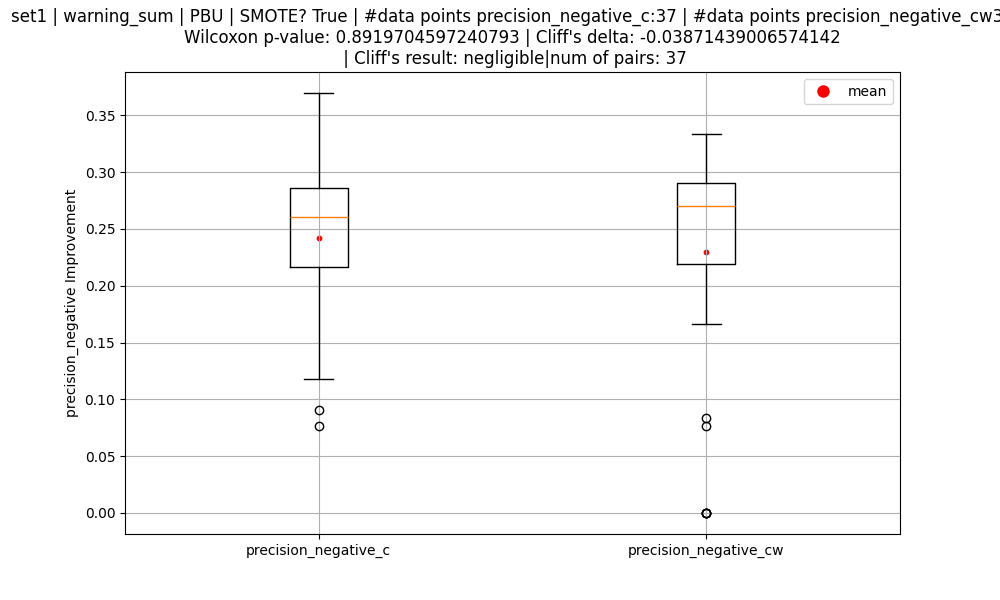 set1 | warning_sum | PBU | SMOTE? True | #data points precision_negative_c:37 | #data points precision_negative_cw3
Wilcoxon p-value: 0.8919704597240793 | Cliff's delta: -0.03871439006574142
| Cliff's result: negligible|num of pairs: 37
mean
0.35
0.30
0.25
0.20
0.15
0.10
0.05
0.00
precision_negative Improvement
precision_negative_c
precision_negative_cw